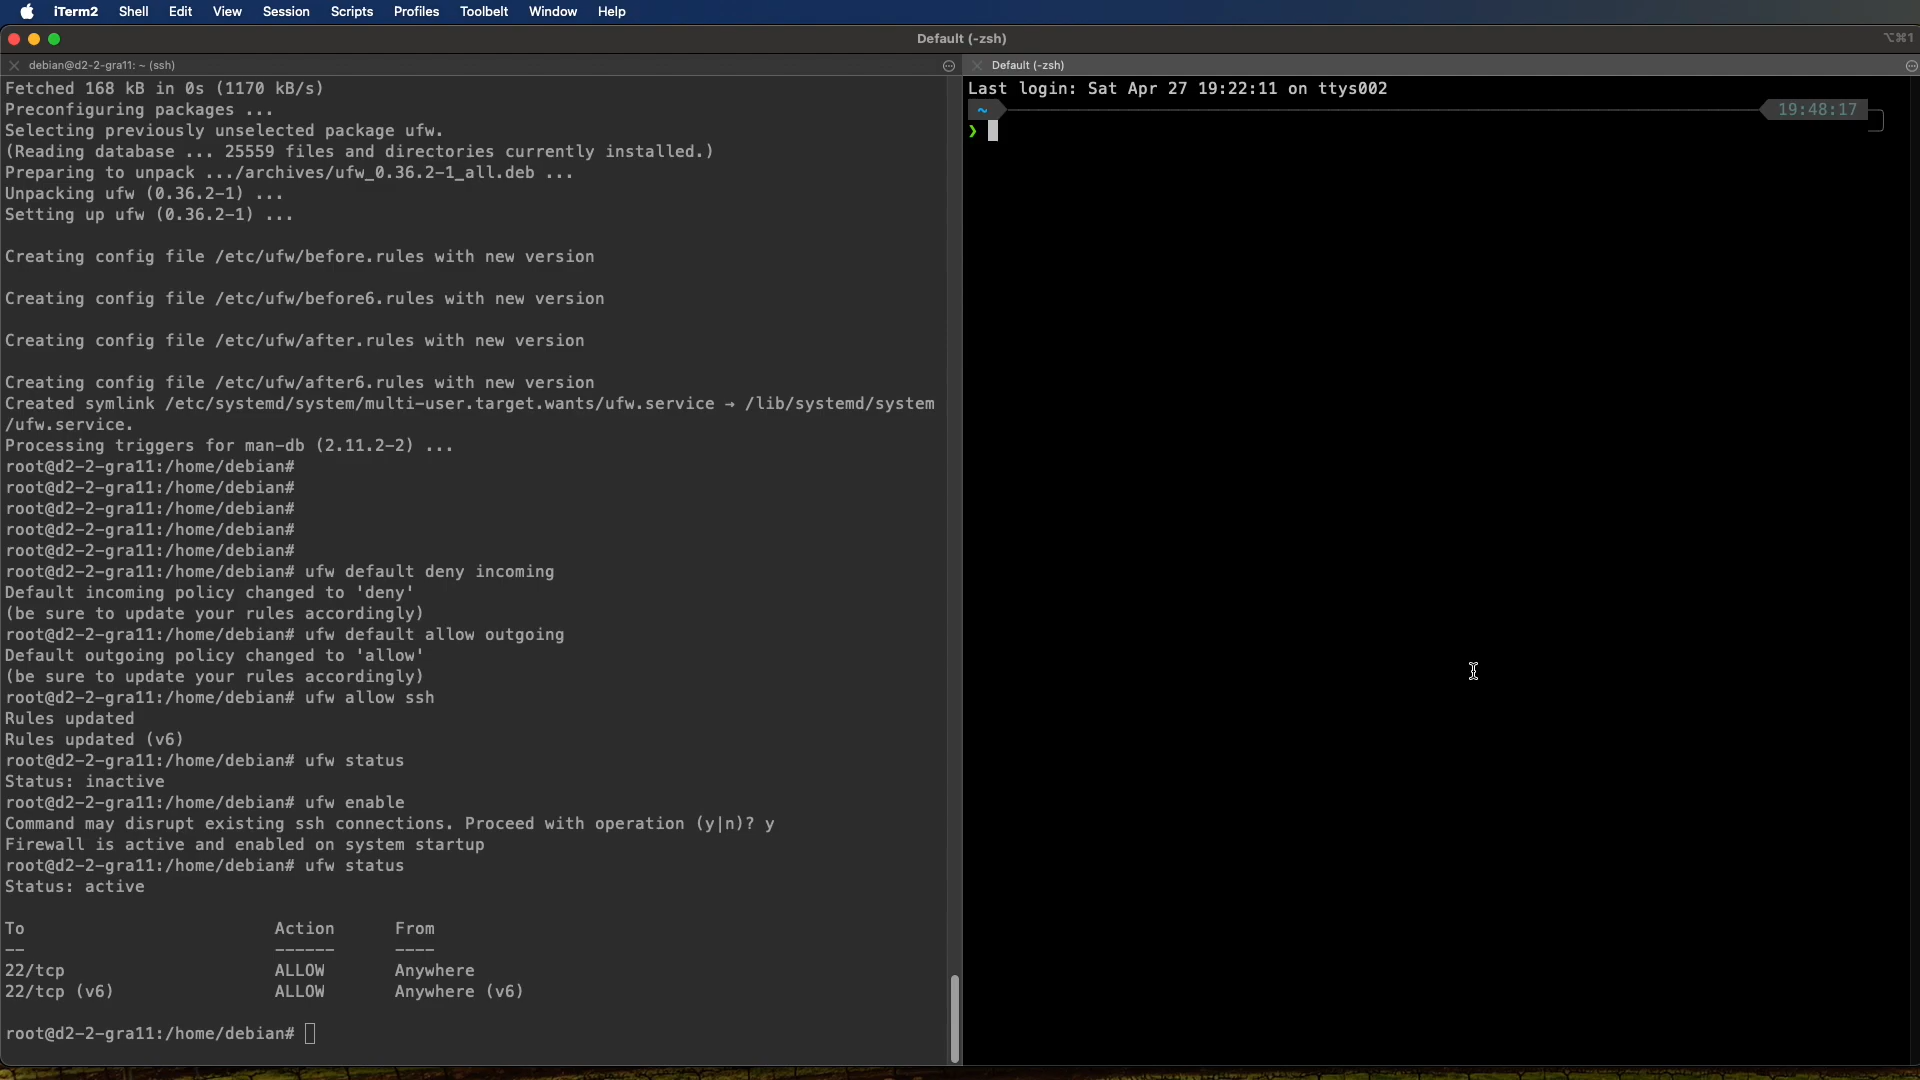 iTerm2 Shell Edit View Session Scripts Profiles Toolbelt Window Help
Default (-zsh)
⌥⌘1
debian@d2-2-gra11: ~ (ssh)
Fetched 168 kB in 0s (1170 kB/s)
Preconfiguring packages ...
Selecting previously unselected package ufw.
(Reading database ... 25559 files and directories currently installed.)
Preparing to unpack .../archives/ufw_0.36.2-1_all.deb ...
Unpacking ufw (0.36.2-1) ...
Setting up ufw (0.36.2-1) ...
Creating config file /etc/ufw/before.rules with new version
Creating config file /etc/ufw/before6.rules with new version
Creating config file /etc/ufw/after.rules with new version
Creating config file /etc/ufw/after6.rules with new version
Created symlink /etc/systemd/system/multi-user.target.wants/ufw.service → /lib/systemd/system
/ufw.service.
Processing triggers for man-db (2.11.2-2) ...
root@d2-2-gra11:/home/debian#
root@d2-2-gra11:/home/debian#
root@d2-2-gra11:/home/debian#
root@d2-2-gra11:/home/debian#
root@d2-2-gra11:/home/debian#
root@d2-2-gra11:/home/debian# ufw default deny incoming
Default incoming policy changed to 'deny'
(be sure to update your rules accordingly)
root@d2-2-gra11:/home/debian# ufw default allow outgoing
Default outgoing policy changed to 'allow'
(be sure to update your rules accordingly)
root@d2-2-gra11:/home/debian# ufw allow ssh
Rules updated
Rules updated (v6)
root@d2-2-gra11:/home/debian# ufw status
Status: inactive
root@d2-2-gra11:/home/debian# ufw enable
Command may disrupt existing ssh connections. Proceed with operation (y|n)? y
Firewall is active and enabled on system startup
root@d2-2-gra11:/home/debian# ufw status
Status: active
To Action From
-- ------ ----
22/tcp ALLOW Anywhere
22/tcp (v6) ALLOW Anywhere (v6)
root@d2-2-gra11:/home/debian#
Default (-zsh)
Last login: Sat Apr 27 19:22:11 on ttys002
~ 19:48:17
❯